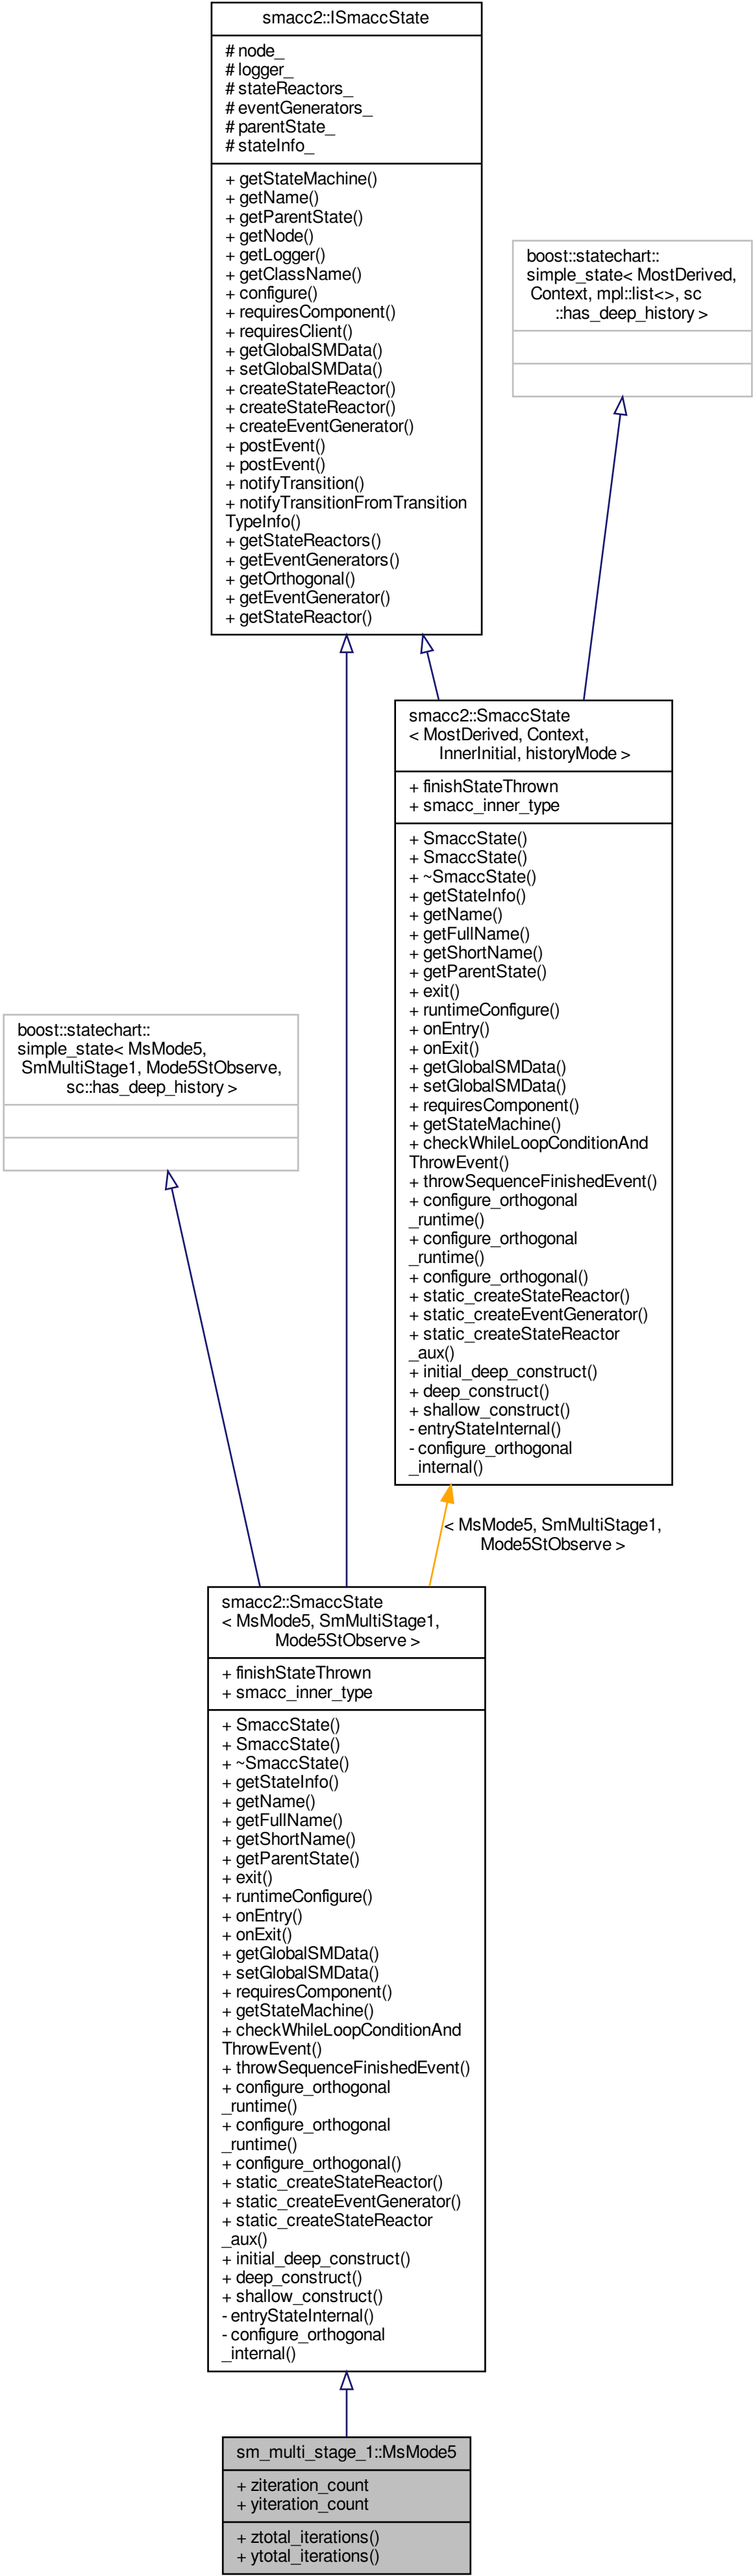 smacc2::ISmaccState
# node_
# logger_
# stateReactors_
# eventGenerators_
# parentState_
# stateInfo_
+ getStateMachine()
+ getName()
+ getParentState()
+ getNode()
+ getLogger()
+ getClassName()
+ configure()
+ requiresComponent()
+ requiresClient()
+ getGlobalSMData()
+ setGlobalSMData()
+ createStateReactor()
+ createStateReactor()
+ createEventGenerator()
+ postEvent()
+ postEvent()
+ notifyTransition()
+ notifyTransitionFromTransition
TypeInfo()
+ getStateReactors()
+ getEventGenerators()
+ getOrthogonal()
+ getEventGenerator()
+ getStateReactor()
boost::statechart::
simple_state< MostDerived,
Context, mpl::list<>, sc
::has_deep_history >
smacc2::SmaccState
< MostDerived, Context,
InnerInitial, historyMode >
+ finishStateThrown
+ smacc_inner_type
+ SmaccState()
+ SmaccState()
+ ~SmaccState()
+ getStateInfo()
+ getName()
+ getFullName()
+ getShortName()
+ getParentState()
+ exit()
+ runtimeConfigure()
+ onEntry()
+ onExit()
+ getGlobalSMData()
+ setGlobalSMData()
+ requiresComponent()
+ getStateMachine()
+ checkWhileLoopConditionAnd
ThrowEvent()
+ throwSequenceFinishedEvent()
+ configure_orthogonal
_runtime()
+ configure_orthogonal
_runtime()
+ configure_orthogonal()
+ static_createStateReactor()
+ static_createEventGenerator()
+ static_createStateReactor
_aux()
+ initial_deep_construct()
+ deep_construct()
+ shallow_construct()
- entryStateInternal()
- configure_orthogonal
_internal()
boost::statechart::
simple_state< MsMode5,
SmMultiStage1, Mode5StObserve,
sc::has_deep_history >
< MsMode5, SmMultiStage1,
Mode5StObserve >
smacc2::SmaccState
< MsMode5, SmMultiStage1,
Mode5StObserve >
+ finishStateThrown
+ smacc_inner_type
+ SmaccState()
+ SmaccState()
+ ~SmaccState()
+ getStateInfo()
+ getName()
+ getFullName()
+ getShortName()
+ getParentState()
+ exit()
+ runtimeConfigure()
+ onEntry()
+ onExit()
+ getGlobalSMData()
+ setGlobalSMData()
+ requiresComponent()
+ getStateMachine()
+ checkWhileLoopConditionAnd
ThrowEvent()
+ throwSequenceFinishedEvent()
+ configure_orthogonal
_runtime()
+ configure_orthogonal
_runtime()
+ configure_orthogonal()
+ static_createStateReactor()
+ static_createEventGenerator()
+ static_createStateReactor
_aux()
+ initial_deep_construct()
+ deep_construct()
+ shallow_construct()
- entryStateInternal()
- configure_orthogonal
_internal()
sm_multi_stage_1::MsMode5
+ ziteration_count
+ yiteration_count
+ ztotal_iterations()
+ ytotal_iterations()